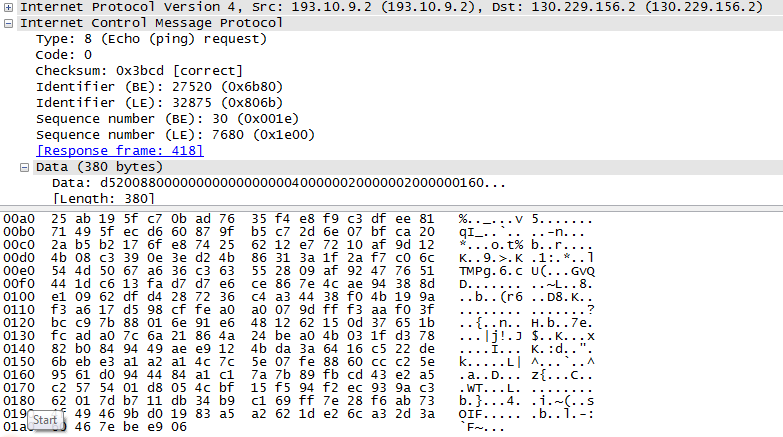 Internet Protocol Version 4, Src: 193.10.9.2 (193.10.9.2), Dst: 130.229.156.2 (130.229.156.2)
Internet Control Message Protocol
Type: 8 (Echo (ping) request)
Code: 0
Checksum: 0x3bcd [correct]
Identifier (BE): 27520 (0x6b80)
Identifier (LE): 32875 (0x806b)
Sequence number (BE): 30 (0x001e)
Sequence number (LE): 7680 (0x1e00)
[Response frame: 418]
Data (380 bytes)
Data: d520088000000000000000000400000020000002000000160...
[Length: 380]
00a0 25 ab 19 5f c7 0b ad 76 35 f4 e8 f9 c3 df ee 81 %.._...v 5.......
00b0 71 49 5f ec d6 60 87 9f b5 c7 2d 6e 07 bf ca 20 qI_..`.. ..-n...
00c0 2a b5 b2 17 6f e8 74 25 62 12 e7 72 10 af 9d 12 *...o.t% b..r....
00d0 4b 08 c3 39 0e 3e d2 4b 86 31 3a 1f 2a f7 c0 6c K..9.>.K .1:.*..l
00e0 54 4d 50 67 a6 36 c3 63 55 28 09 af 92 47 76 51 TMPg.6.c U(...GvQ
00f0 44 1d c6 13 fa d7 d7 e6 ce 86 7e 4c ae 94 38 8d D....... ..~L..8.
0100 e1 09 62 df d4 28 72 36 c4 a3 44 38 f0 4b 19 9a ..b..(r6 ..D8.K..
0110 f3 a6 17 d5 98 cf fe a0 a0 07 9d ff f3 aa f0 3f ........ .......?
0120 bc c9 7b 88 01 6e 91 e6 48 12 62 15 0d 37 65 1b ..{..n.. H.b..7e.
0130 fc ad a0 7c 6a 21 86 4a 24 be a0 4b 03 1f d3 78 ...|j!.J $..K...x
0140 82 b0 84 94 49 ae e9 12 4b da 3a 64 16 c5 22 de ....I... K.:d..".
0150 6b eb e3 a1 a2 a1 4c 7c 5e 07 fe 88 60 cc c2 5e k.....L| ^...`..^
0160 95 61 d0 94 44 84 a1 c1 7a 7b 89 fb cd 43 e2 a5 .a..D... z{...C..
0170 c2 57 54 01 d8 05 4c bf 15 f5 94 f2 ec 93 9a c3 .WT...L. ........
0180 62 01 7d b7 11 db 34 b9 c1 69 ff 7e 28 f6 ab 73 b.}...4. .i.~(..s
0190 49 46 9b d0 19 83 a5 a2 62 1d e2 6c a3 2d 3a OIF..... .b..l.-:
Start
46 7e be e9 06 `F~...